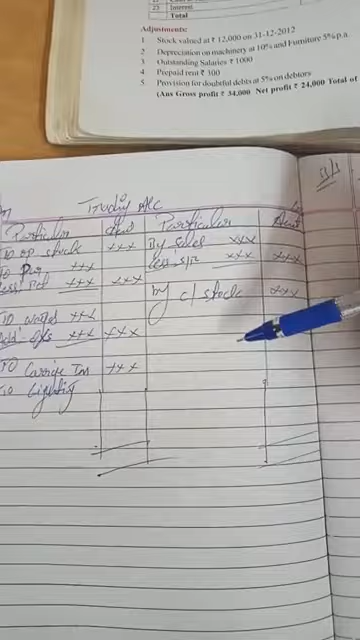 23 Interest
Total
Adjustments:
1 Stock valued at ₹ 12,000 on 31-12-2012
2 Depreciation on machinery at 10% and Furniture 5% p.a.
3 Outstanding Salaries ₹ 1000
4 Prepaid rent ₹ 300
5 Provision for doubtful debts at 5% on debtors
(Ans Gross profit ₹ 34,000 Net profit ₹ 24,000 Total of
Trading A/c
Particular Amt Particular Amt
To op stock xxx By Sales xxx
To Pur xxx Less S/R xxx xxx
xxx xxx By c/stock xxx
To wages xxx
Add o/s xxx xxx
To Carrige Inn xxx
To Lighting